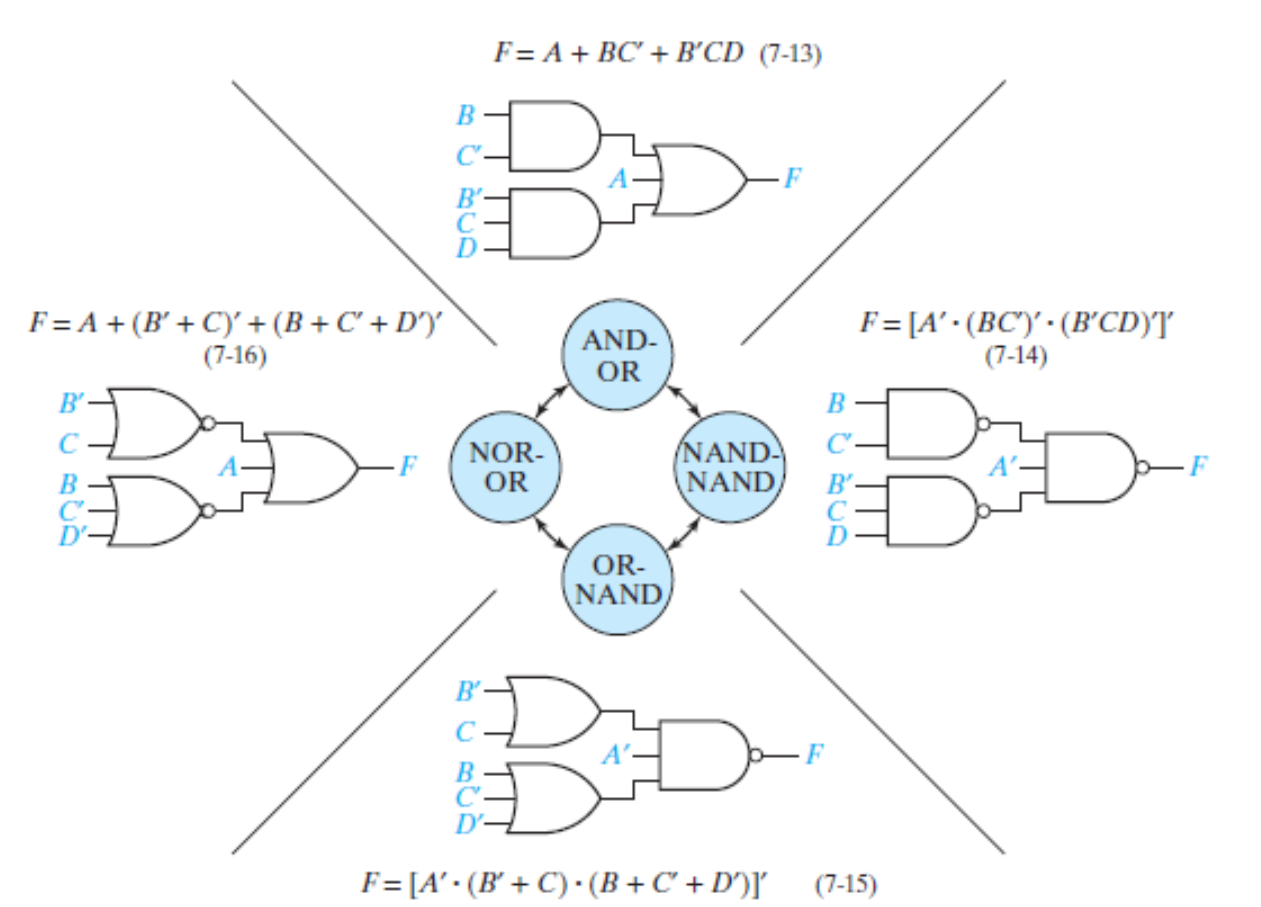 F = A + BC′ + B′CD (7-13)
B
C′
A
F
B′
C
D
F = A + (B′ + C)′ + (B + C′ + D′)′
(7-16)
B′
C
A
F
B
C′
D′
AND-
OR
NOR-
OR
NAND-
NAND
OR-
NAND
F = [A′ · (BC′)′ · (B′CD)′]′
(7-14)
B
C′
A′
F
B′
C
D
B′
C
A′
F
B
C′
D′
F = [A′ · (B′ + C) · (B + C′ + D′)]′ (7-15)